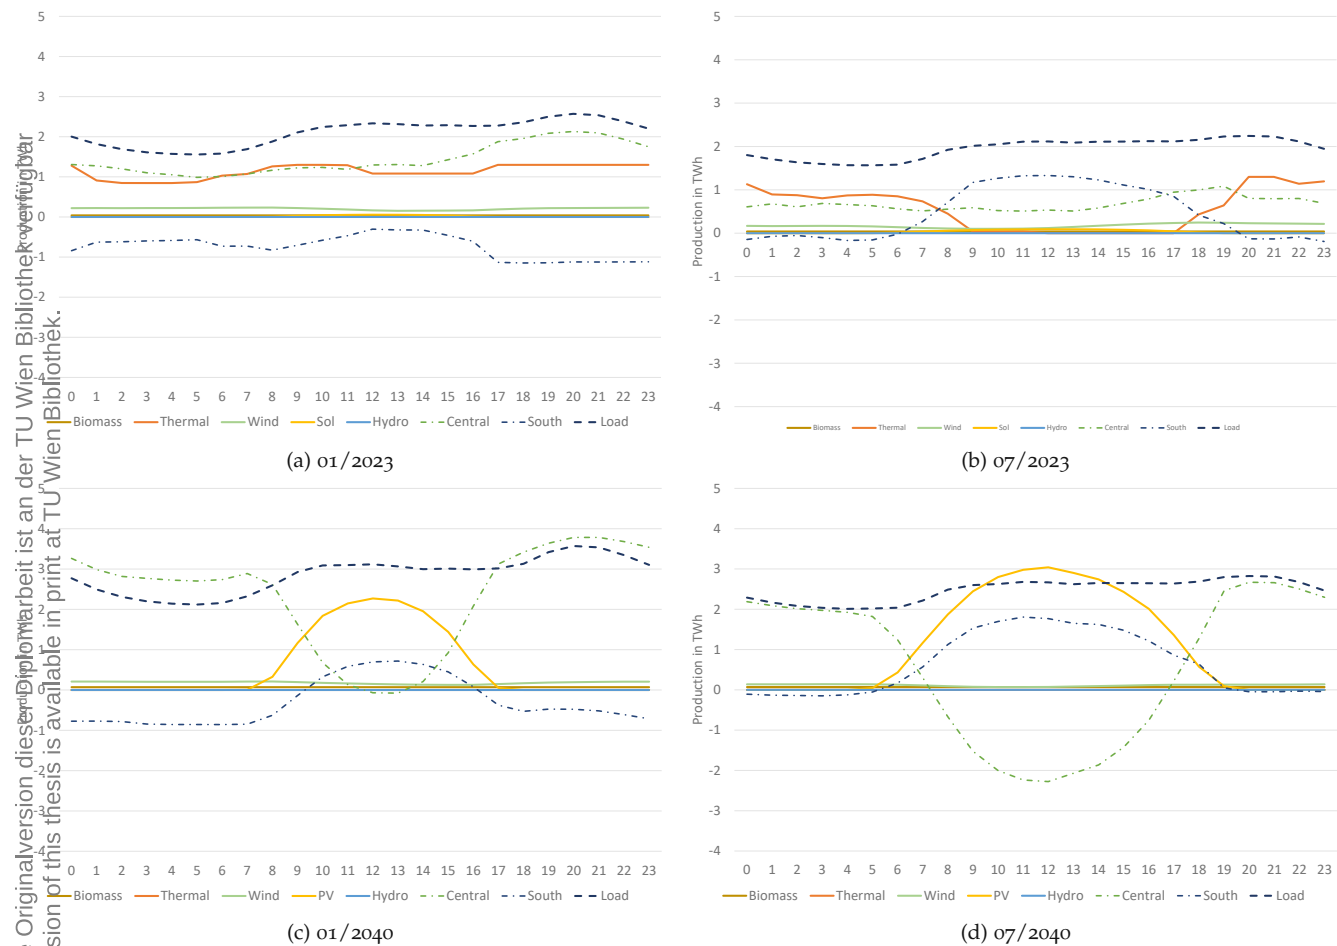 5
4
3
2
1
0
-1
-2
-3
-4
Production in TWh
0 1 2 3 4 5 6 7 8 9 10 11 12 13 14 15 16 17 18 19 20 21 22 23
Biomass Thermal Wind Sol Hydro Central South Load
(a) 01/2023
5
4
3
2
1
0
-1
-2
-3
-4
Production in TWh
0 1 2 3 4 5 6 7 8 9 10 11 12 13 14 15 16 17 18 19 20 21 22 23
Biomass Thermal Wind Sol Hydro Central South Load
(b) 07/2023
5
4
3
2
1
0
-1
-2
-3
-4
Production in TWh
0 1 2 3 4 5 6 7 8 9 10 11 12 13 14 15 16 17 18 19 20 21 22 23
Biomass Thermal Wind PV Hydro Central South Load
(c) 01/2040
5
4
3
2
1
0
-1
-2
-3
-4
Production in TWh
0 1 2 3 4 5 6 7 8 9 10 11 12 13 14 15 16 17 18 19 20 21 22 23
Biomass Thermal Wind PV Hydro Central South Load
(d) 07/2040
Originalversion dieser Diplomarbeit ist an der TU Wien Bibliothek verfügbar
of this thesis is available in print at TU Wien Bibliothek.